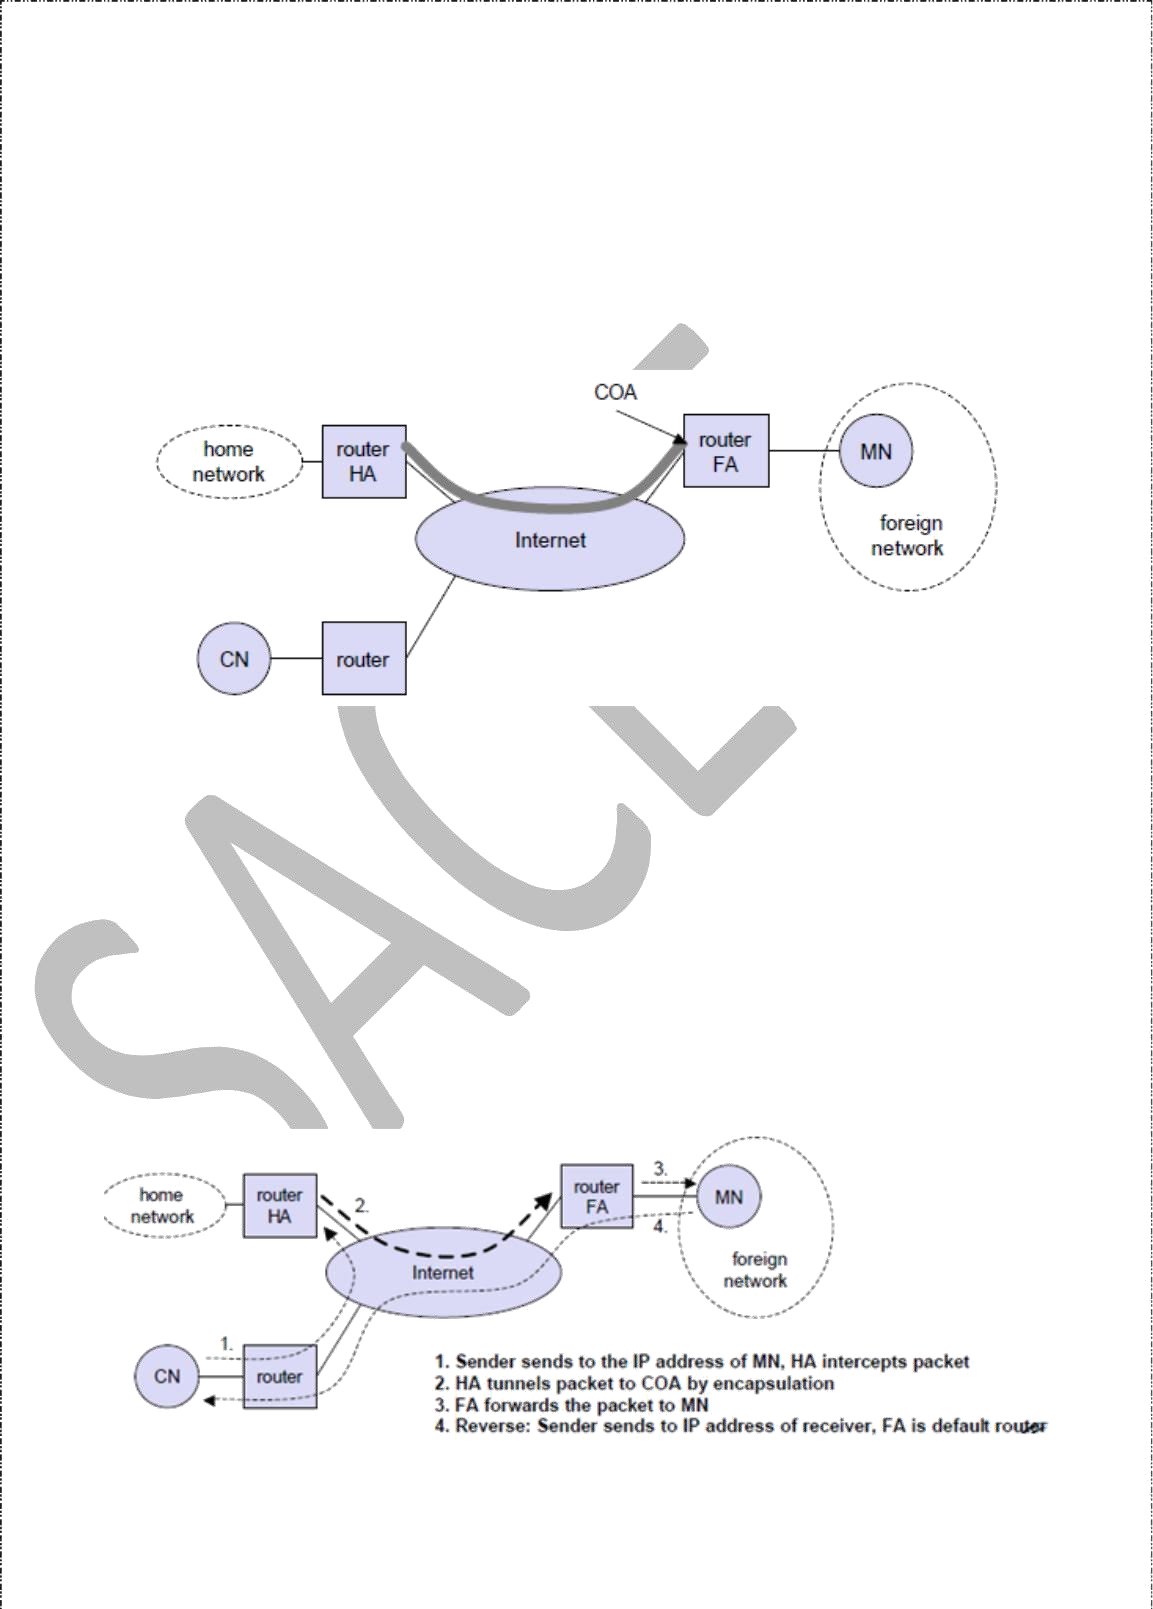 COA
home
network
router
HA
router
FA
MN
foreign
network
Internet
CN
router
home
network
router
HA
2.
router
FA
3.
MN
4.
foreign
network
Internet
1.
CN
router
1. Sender sends to the IP address of MN, HA intercepts packet
2. HA tunnels packet to COA by encapsulation
3. FA forwards the packet to MN
4. Reverse: Sender sends to IP address of receiver, FA is default router